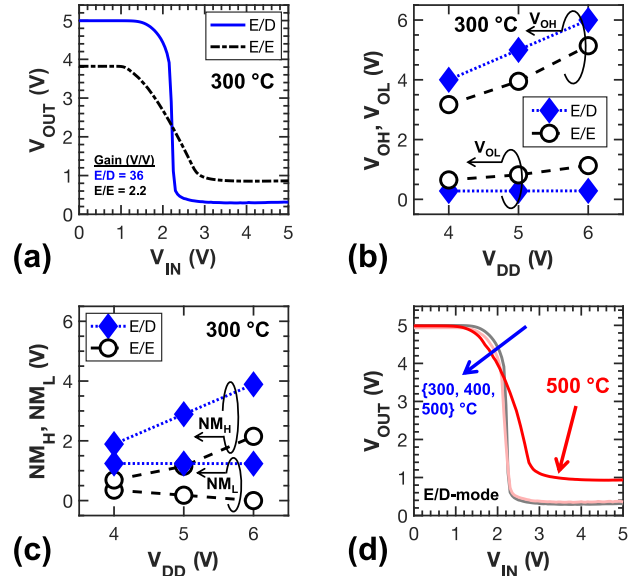 (a)
V_OUT (V)
5
4
3
2
1
0
0 1 2 3 4 5
V_IN (V)
E/D
E/E
300 °C
Gain (V/V)
E/D = 36
E/E = 2.2
(b)
V_OH, V_OL (V)
6
4
2
0
4 5 6
V_DD (V)
300 °C
V_OH
E/D
E/E
V_OL
(c)
NM_H, NM_L (V)
6
4
2
0
4 5 6
V_DD (V)
E/D
E/E
300 °C
NM_H
NM_L
(d)
V_OUT (V)
5
4
3
2
1
0
0 1 2 3 4 5
V_IN (V)
{300, 400,
500} °C
500 °C
E/D-mode